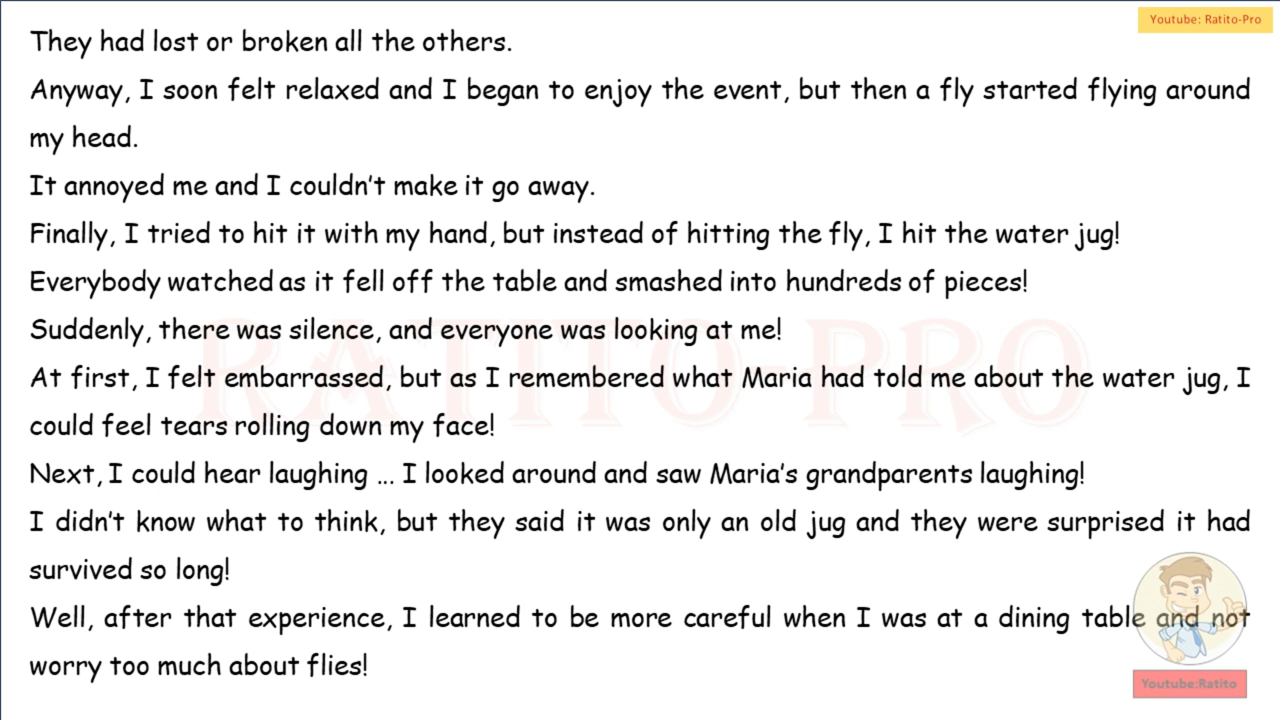 Youtube: Ratito-Pro
They had lost or broken all the others.
Anyway, I soon felt relaxed and I began to enjoy the event, but then a fly started flying around
my head.
It annoyed me and I couldn't make it go away.
Finally, I tried to hit it with my hand, but instead of hitting the fly, I hit the water jug!
Everybody watched as it fell off the table and smashed into hundreds of pieces!
Suddenly, there was silence, and everyone was looking at me!
RATITO-PRO
At first, I felt embarrassed, but as I remembered what Maria had told me about the water jug, I
could feel tears rolling down my face!
Next, I could hear laughing ... I looked around and saw Maria's grandparents laughing!
I didn't know what to think, but they said it was only an old jug and they were surprised it had
survived so long!
Well, after that experience, I learned to be more careful when I was at a dining table and not
worry too much about flies!
Youtube:Ratito